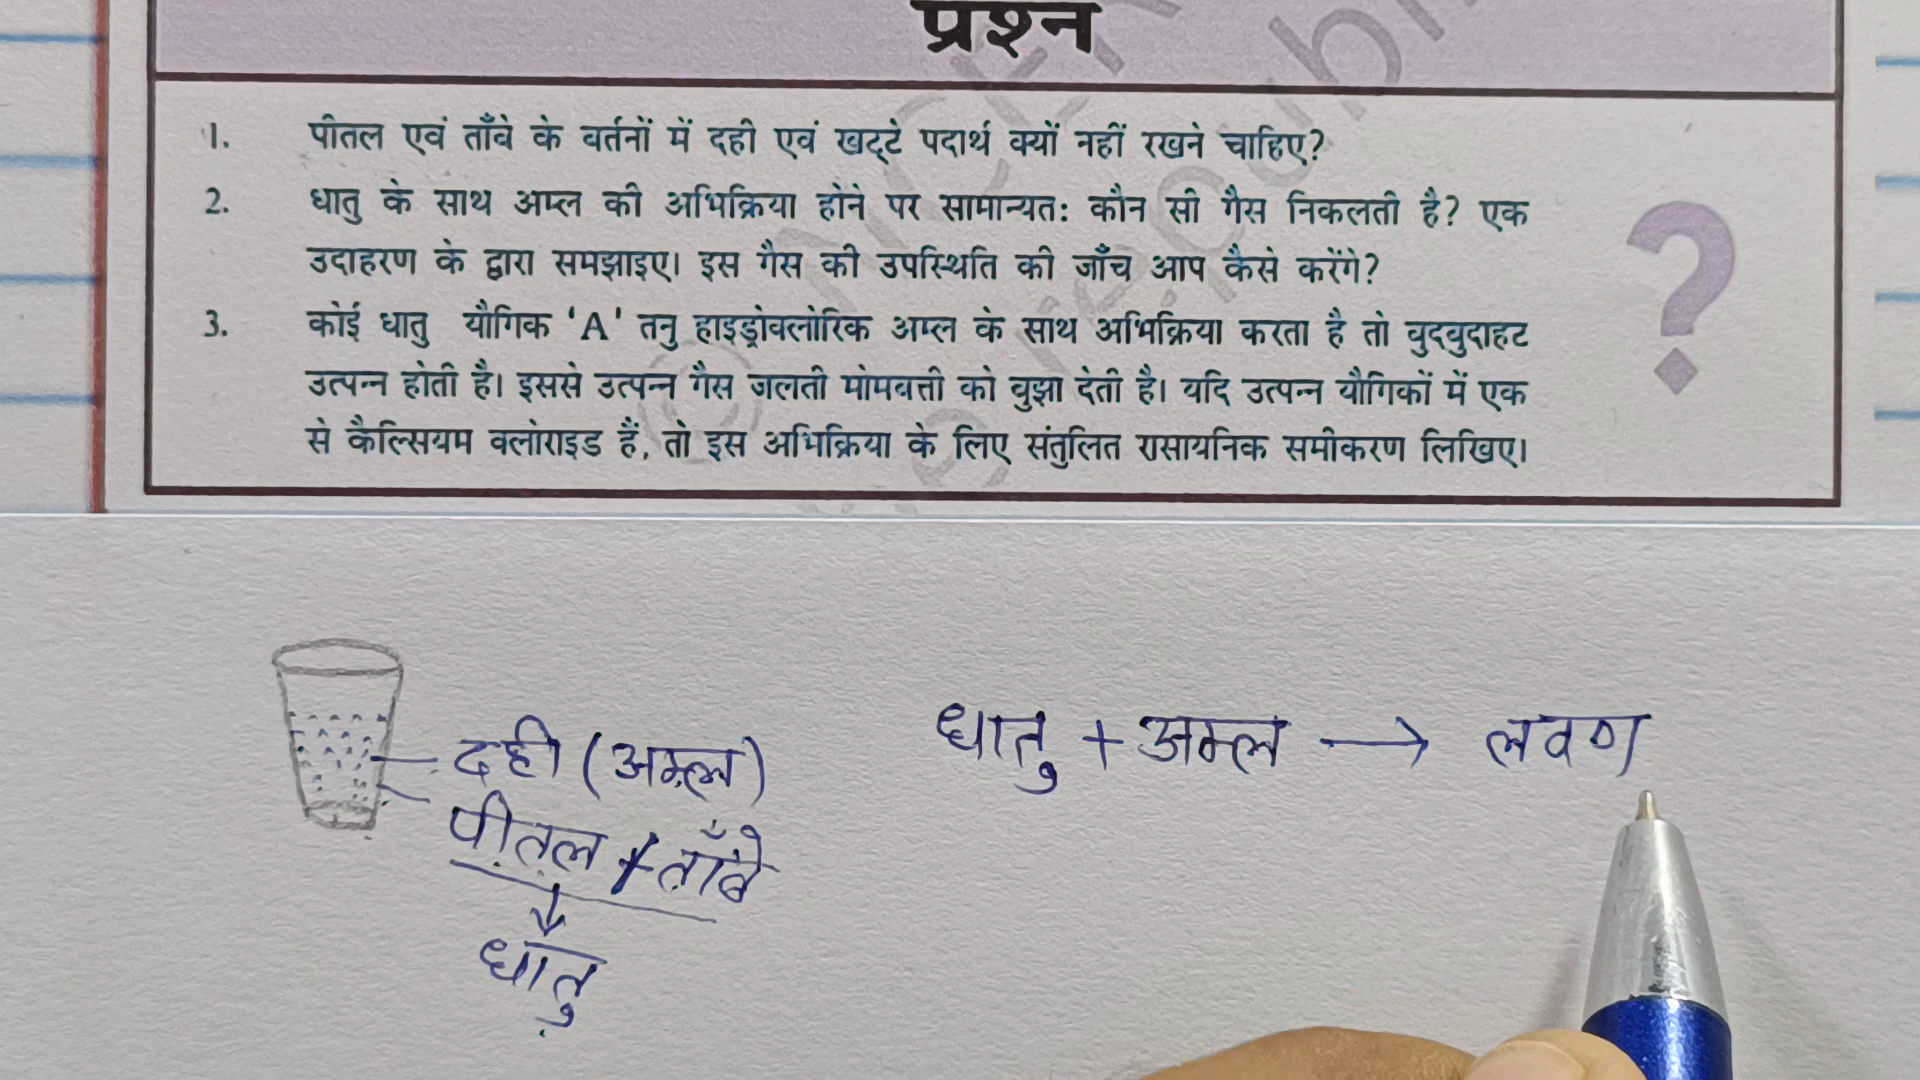 प्रश्न
1. पीतल एवं ताँबे के बर्तनों में दही एवं खट्टे पदार्थ क्यों नहीं रखने चाहिए?
2. धातु के साथ अम्ल की अभिक्रिया होने पर सामान्यतः कौन सी गैस निकलती है? एक
उदाहरण के द्वारा समझाइए। इस गैस की उपस्थिति की जाँच आप कैसे करेंगे?
3. कोई धातु यौगिक 'A' तनु हाइड्रोक्लोरिक अम्ल के साथ अभिक्रिया करता है तो बुदबुदाहट
उत्पन्न होती है। इससे उत्पन्न गैस जलती मोमबत्ती को बुझा देती है। यदि उत्पन्न यौगिकों में एक
से कैल्सियम क्लोराइड हैं, तो इस अभिक्रिया के लिए संतुलित रासायनिक समीकरण लिखिए।
?
दही (अम्ल)
पीतल / ताँबे
धातु
धातु + अम्ल → लवण